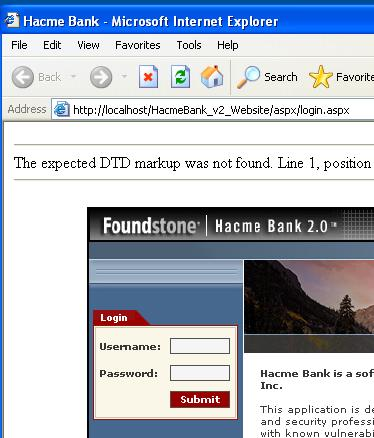 Hacme Bank - Microsoft Internet Explorer
File Edit View Favorites Tools Help
Back Search Favorite
Address http://localhost/HacmeBank_v2_Website/aspx/login.aspx
The expected DTD markup was not found. Line 1, position
Foundstone® Hacme Bank 2.0™
Login
Username:
Password:
Submit
Hacme Bank is a sof
Inc.
This application is de
and security professi
with known vulnerabi